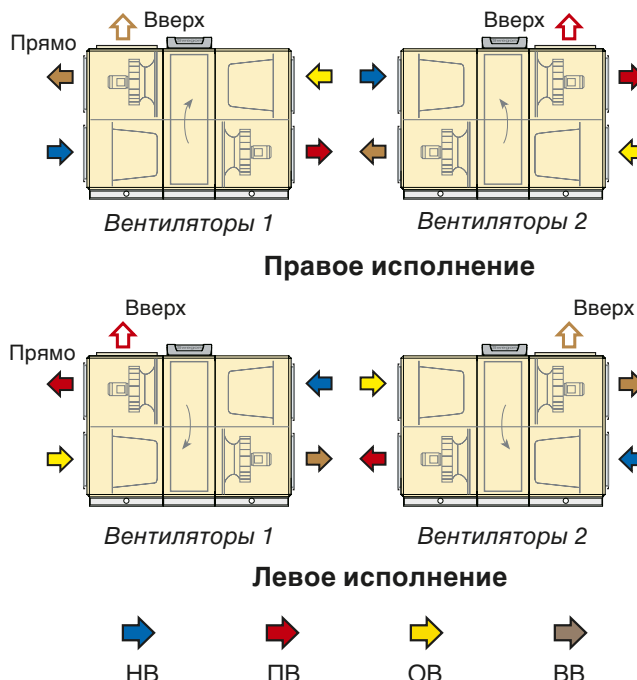 Вверх Вверх
Прямо
Вентиляторы 1 Вентиляторы 2
Правое исполнение
Вверх Вверх
Прямо
Вентиляторы 1 Вентиляторы 2
Левое исполнение
НВ ПВ ОВ ВВ